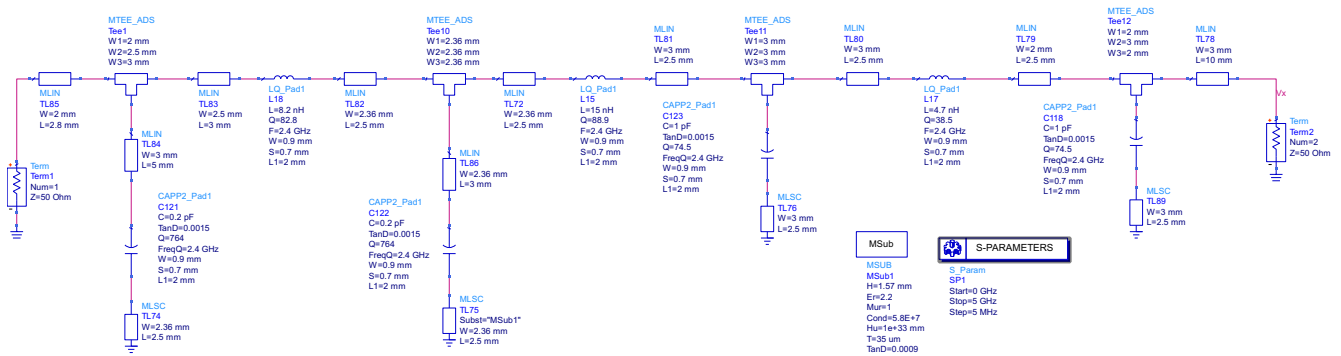 MTEE_ADS
Tee1
W1=2 mm
W2=2.5 mm
W3=3 mm
MTEE_ADS
Tee10
W1=2.36 mm
W2=2.36 mm
W3=2.36 mm
MLIN
TL81
W=3 mm
L=2.5 mm
MTEE_ADS
Tee11
W1=3 mm
W2=3 mm
W3=3 mm
MLIN
TL80
W=3 mm
L=2.5 mm
MLIN
TL79
W=2 mm
L=2.5 mm
MTEE_ADS
Tee12
W1=2 mm
W2=3 mm
W3=2 mm
MLIN
TL78
W=3 mm
L=10 mm
MLIN
TL85
W=2 mm
L=2.8 mm
MLIN
TL83
W=2.5 mm
L=3 mm
LQ_Pad1
L18
L=8.2 nH
Q=82.8
F=2.4 GHz
W=0.9 mm
S=0.7 mm
L1=2 mm
MLIN
TL82
W=2.36 mm
L=2.5 mm
MLIN
TL72
W=2.36 mm
L=2.5 mm
LQ_Pad1
L15
L=15 nH
Q=88.9
F=2.4 GHz
W=0.9 mm
S=0.7 mm
L1=2 mm
CAPP2_Pad1
C123
C=1 pF
TanD=0.0015
Q=74.5
FreqQ=2.4 GHz
W=0.9 mm
S=0.7 mm
L1=2 mm
LQ_Pad1
L17
L=4.7 nH
Q=38.5
F=2.4 GHz
W=0.9 mm
S=0.7 mm
L1=2 mm
CAPP2_Pad1
C118
C=1 pF
TanD=0.0015
Q=74.5
FreqQ=2.4 GHz
W=0.9 mm
S=0.7 mm
L1=2 mm
Vx
Term
Term1
Num=1
Z=50 Ohm
MLIN
TL84
W=3 mm
L=5 mm
MLIN
TL86
W=2.36 mm
L=3 mm
Term
Term2
Num=2
Z=50 Ohm
CAPP2_Pad1
C121
C=0.2 pF
TanD=0.0015
Q=764
FreqQ=2.4 GHz
W=0.9 mm
S=0.7 mm
L1=2 mm
CAPP2_Pad1
C122
C=0.2 pF
TanD=0.0015
Q=764
FreqQ=2.4 GHz
W=0.9 mm
S=0.7 mm
L1=2 mm
MLSC
TL76
W=3 mm
L=2.5 mm
MLSC
TL89
W=3 mm
L=2.5 mm
MLSC
TL74
W=2.36 mm
L=2.5 mm
MLSC
TL75
Subst="MSub1"
W=2.36 mm
L=2.5 mm
MSub
MSUB
MSub1
H=1.57 mm
Er=2.2
Mur=1
Cond=5.8E+7
Hu=1e+33 mm
T=35 um
TanD=0.0009
S-PARAMETERS
S_Param
SP1
Start=0 GHz
Stop=5 GHz
Step=5 MHz